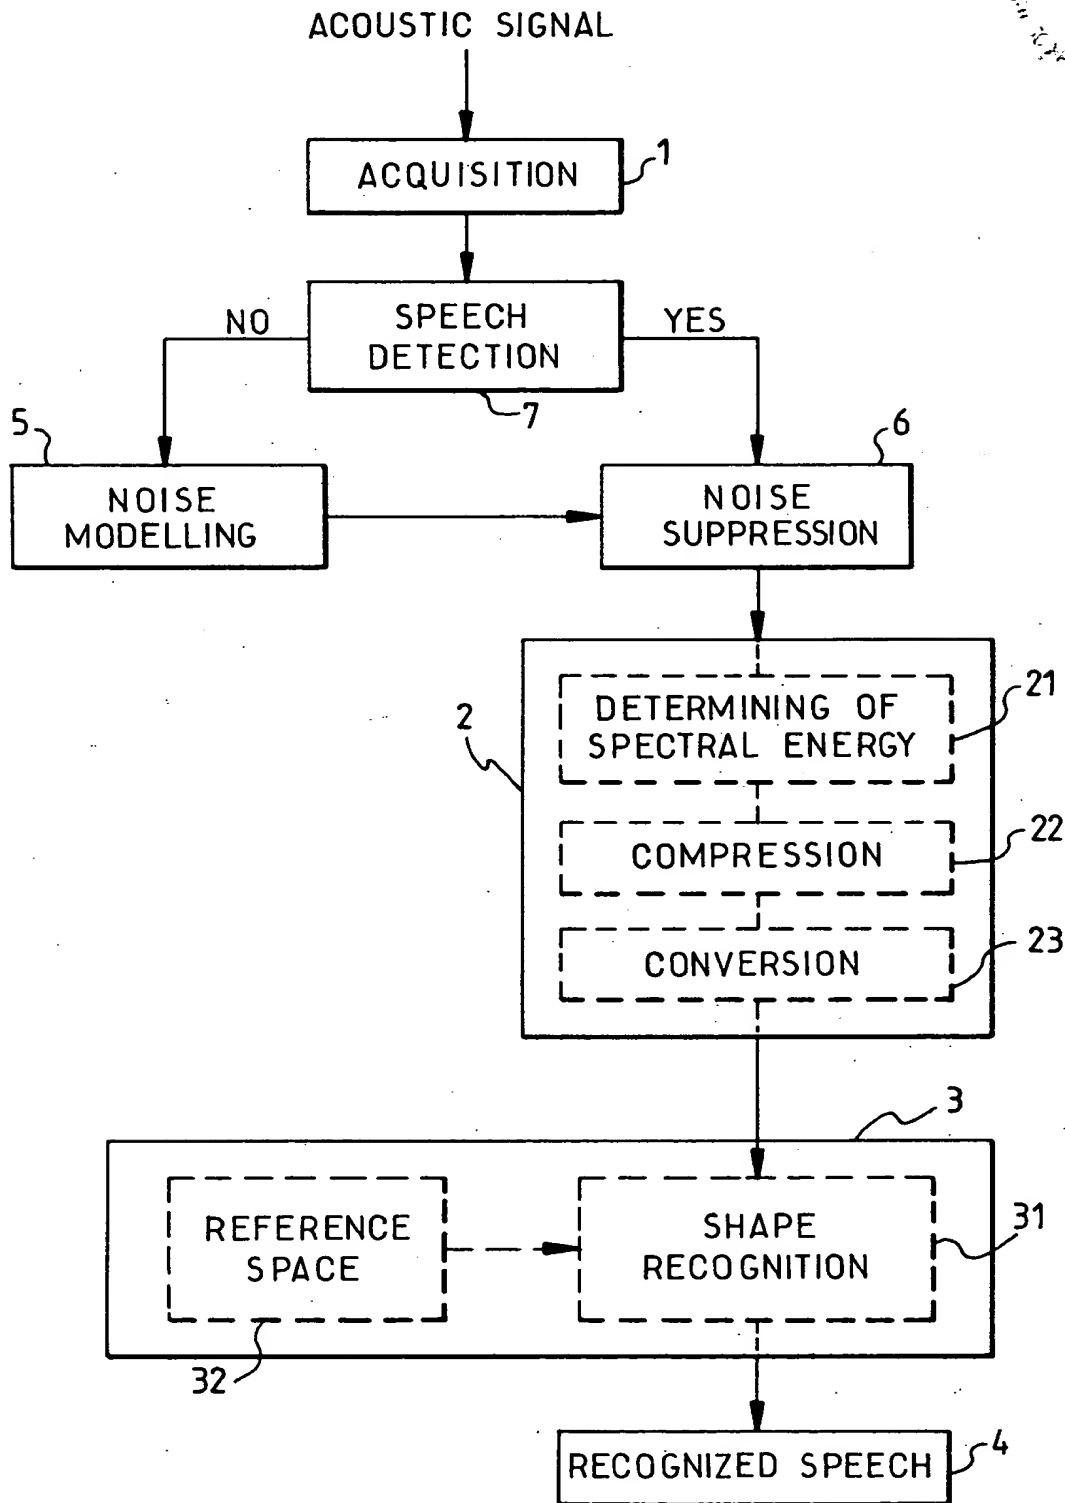 ACOUSTIC SIGNAL
ACQUISITION
1
SPEECH
DETECTION
NO
YES
7
5
6
NOISE
MODELLING
NOISE
SUPPRESSION
2
21
DETERMINING OF
SPECTRAL ENERGY
22
COMPRESSION
23
CONVERSION
3
REFERENCE
SPACE
SHAPE
RECOGNITION
31
32
4
RECOGNIZED SPEECH